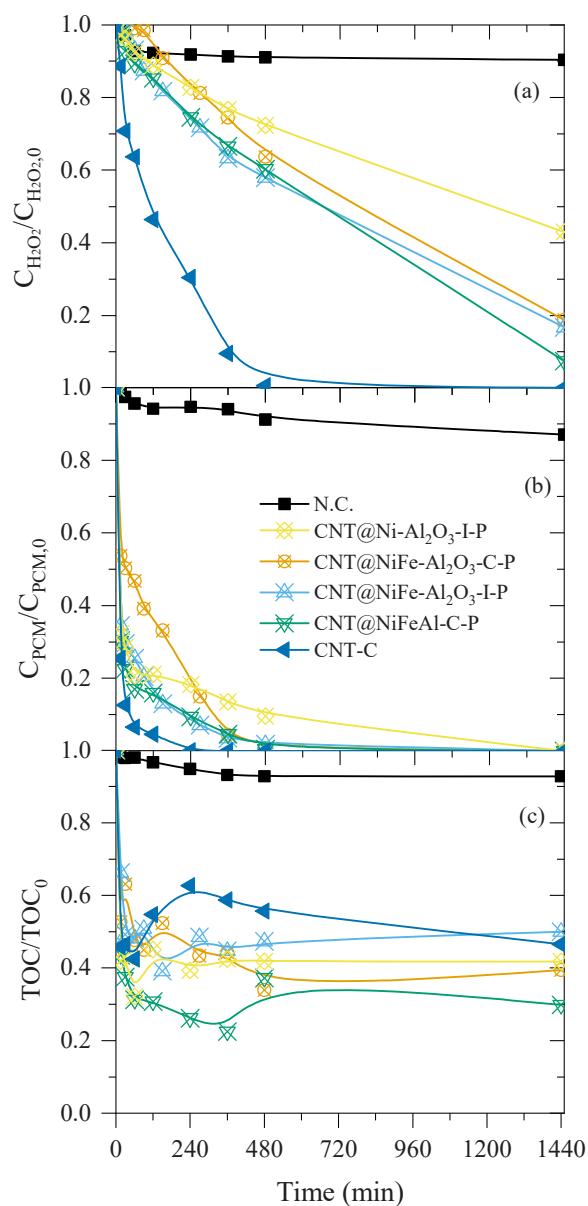 1.0
0.8
0.6
0.4
0.2
C_H₂O₂/C_H₂O₂,0
(a)
1.0
0.8
0.6
0.4
0.2
C_PCM/C_PCM,0
(b)
N.C.
CNT@Ni-Al₂O₃-I-P
CNT@NiFe-Al₂O₃-C-P
CNT@NiFe-Al₂O₃-I-P
CNT@NiFeAl-C-P
CNT-C
1.0
0.8
0.6
0.4
0.2
0.0
TOC/TOC₀
(c)
0 240 480 720 960 1200 1440
Time (min)